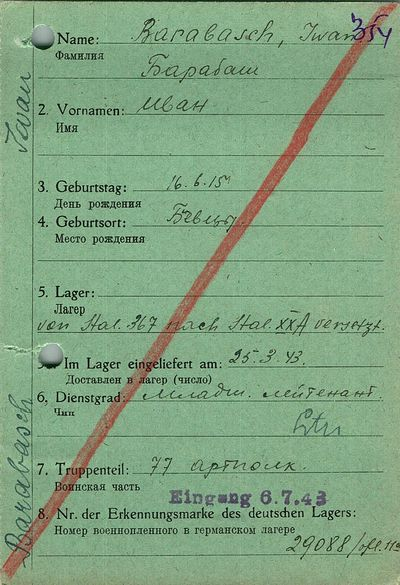 354
Name: Barabasch, Iwan
Фамилия
Барабаш
2. Vornamen: Иван
Имя
3. Geburtstag: 16.6.15
День рождения
4. Geburtsort:
Место рождения
5. Lager:
Лагерь
von Stal. 367 nach Stal. XXA versetzt.
Im Lager eingeliefert am: 25.3.43.
Доставлен в лагерь (число)
6. Dienstgrad: Младш. лейтенант.
Чин
Ltn
7. Truppenteil: 77 артполк.
Воинская часть
Eingang 6.7.43
8. Nr. der Erkennungsmarke des deutschen Lagers:
Номер военнопленного в германском лагере
29088/ofl.
Barabasch Iwan